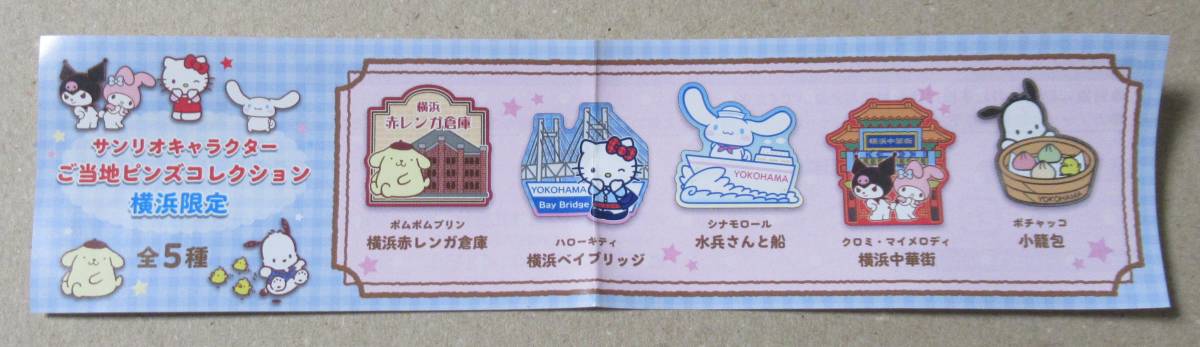 サンリオキャラクター
ご当地ピンズコレクション
横浜限定
全5種
横浜
赤レンガ倉庫
ポムポムプリン
横浜赤レンガ倉庫
YOKOHAMA
Bay Bridge
ハローキティ
横浜ベイブリッジ
YOKOHAMA
シナモロール
水兵さんと船
横浜中華街
クロミ・マイメロディ
横浜中華街
YOKOHAMA
ポチャッコ
小籠包